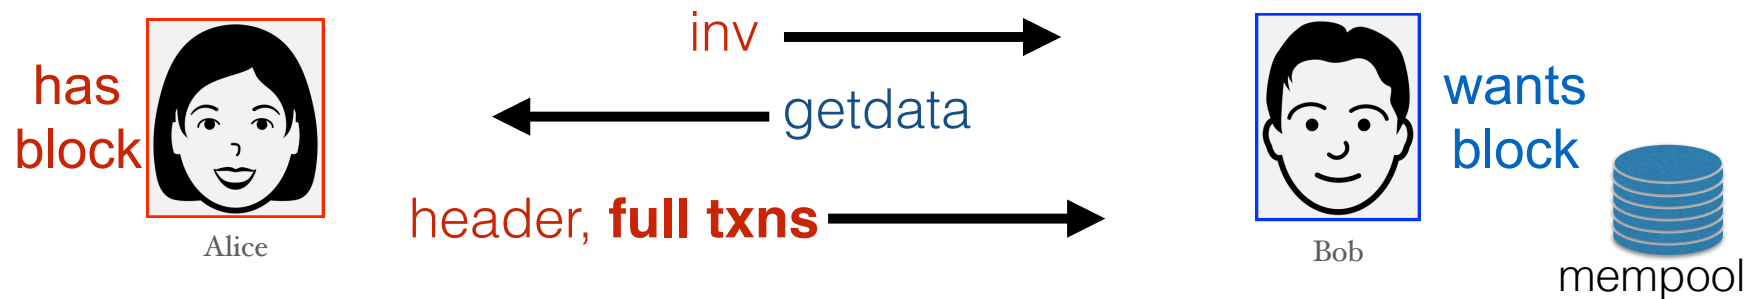 has
block
Alice
inv
getdata
header, full txns
Bob
wants
block
mempool